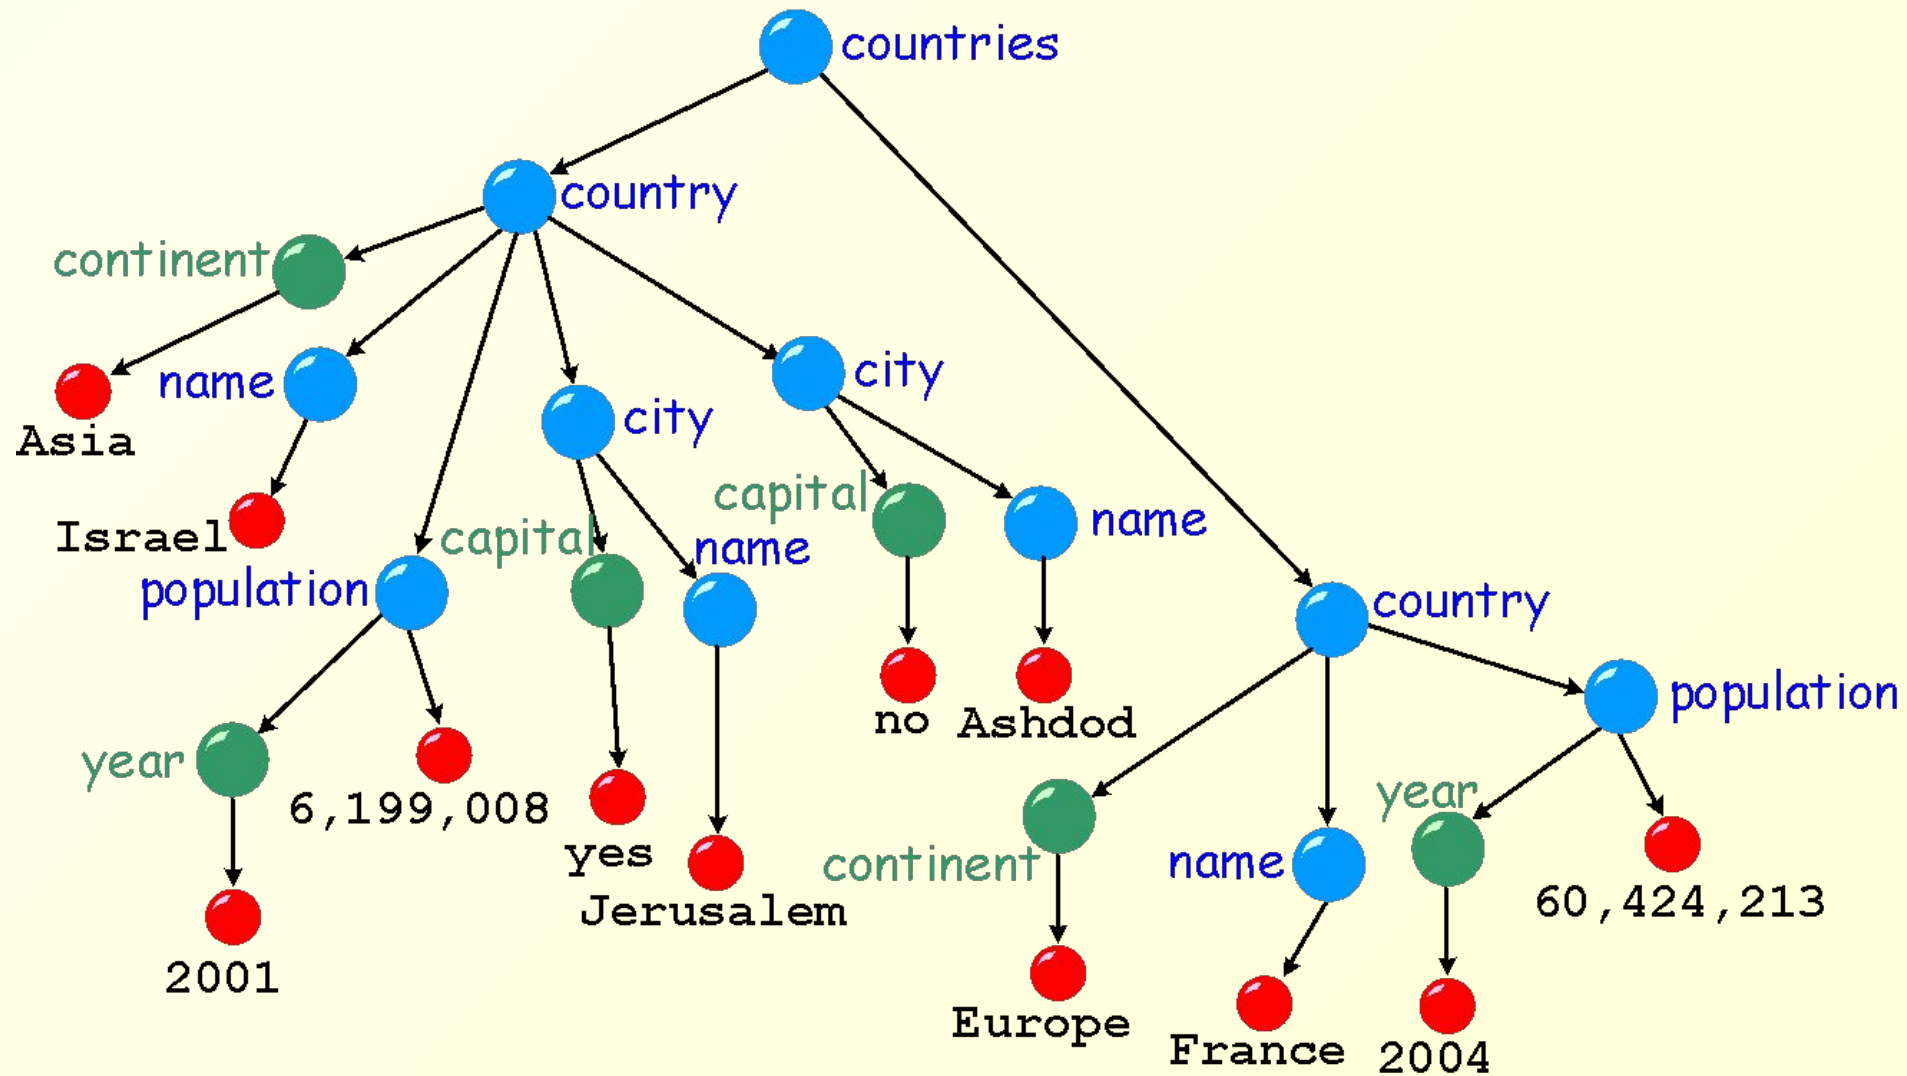 countries
country
continent
name
Asia
city
city
Israel
capital
name
capital
name
population
country
no
Ashdod
population
year
6,199,008
yes
Jerusalem
year
continent
name
60,424,213
2001
Europe
France
2004